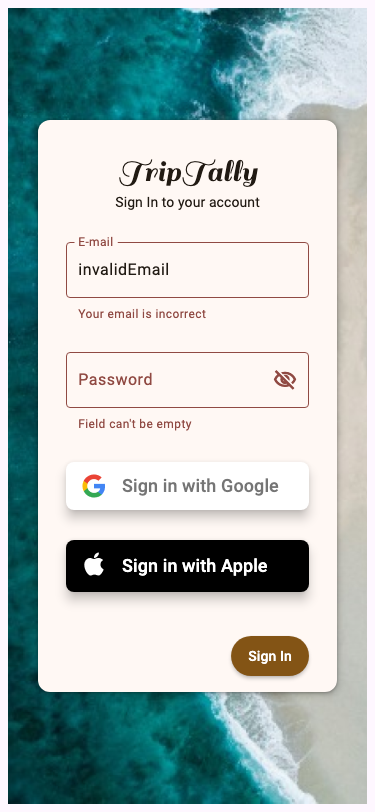 TripTally
Sign In to your account
E-mail
invalidEmail
Your email is incorrect
Password
Field can't be empty
Sign in with Google
Sign in with Apple
Sign In